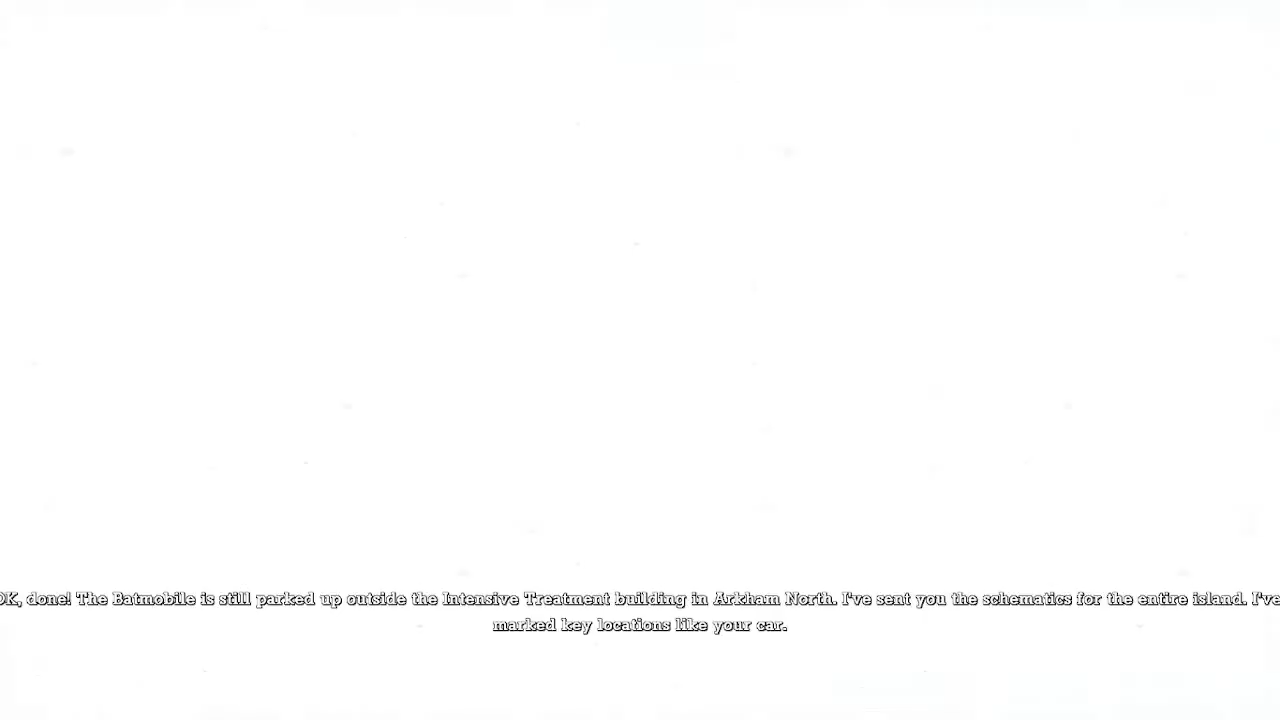 OK, done! The Batmobile is still parked up outside the Intensive Treatment building in Arkham North. I've sent you the schematics for the entire island. I've
marked key locations like your car.